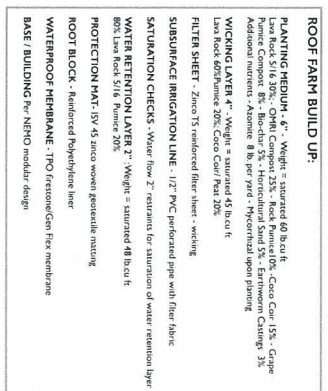 ROOF FARM BUILD UP:
PLANTING MEDIUM - 6" - Weight = saturated 60 lb.cu ft
Lava Rock 5/16 30%: - OMRI Compost 25% - Rock Pumice10% -Coco Coir 15% - Grape
Pumice Compost 8% - Bio-char 5% - Horticultural Sand 5% - Earthworm Castings 3%
Additional nutrients - Azomite 8 lb. per yard - Mycorrhizal upon planting
WICKING LAYER 4" - Weight = saturated 45 lb.cu ft
Lava Rock 60%Pumice 20%, Coco Coir/ Peat 20%
FILTER SHEET - Zinco TS reinforced filter sheet - wicking
SUBSURFACE IRRIGATION LINE - 1/2" PVC perforated pipe with filter fabric
SATURATION CHECKS -Water flow 2" restraints for saturation of water retention layer
WATER RETENTION LAYER 2" :Weight = saturated 48lb.cu ft
80% Lava Rock 5/16 Pumice 20%
PROTECTION MAT- ISV 45 zinco woven geotextile matting
ROOT BLOCK - Reinforced Polyethylene liner
WATERPROOF MEMBRANE - TPO firestone/Gen Flex membrane
BASE / BUILDING Per NEMO modular design